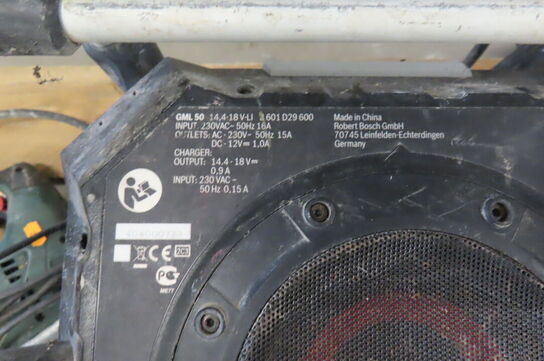 GML 50 14.4-18 V-LI 3 601 D29 600
INPUT: 230VAC~ 50Hz 16A
OUTLETS: AC - 230V~ 50Hz 15A
DC - 12V⎓ 1,0A
CHARGER:
OUTPUT: 14.4 - 18 V⎓
0,9 A
INPUT: 230 VAC ~
50 Hz 0,15 A
Made in China
Robert Bosch GmbH
70745 Leinfelden-Echterdingen
Germany
CE
ME77